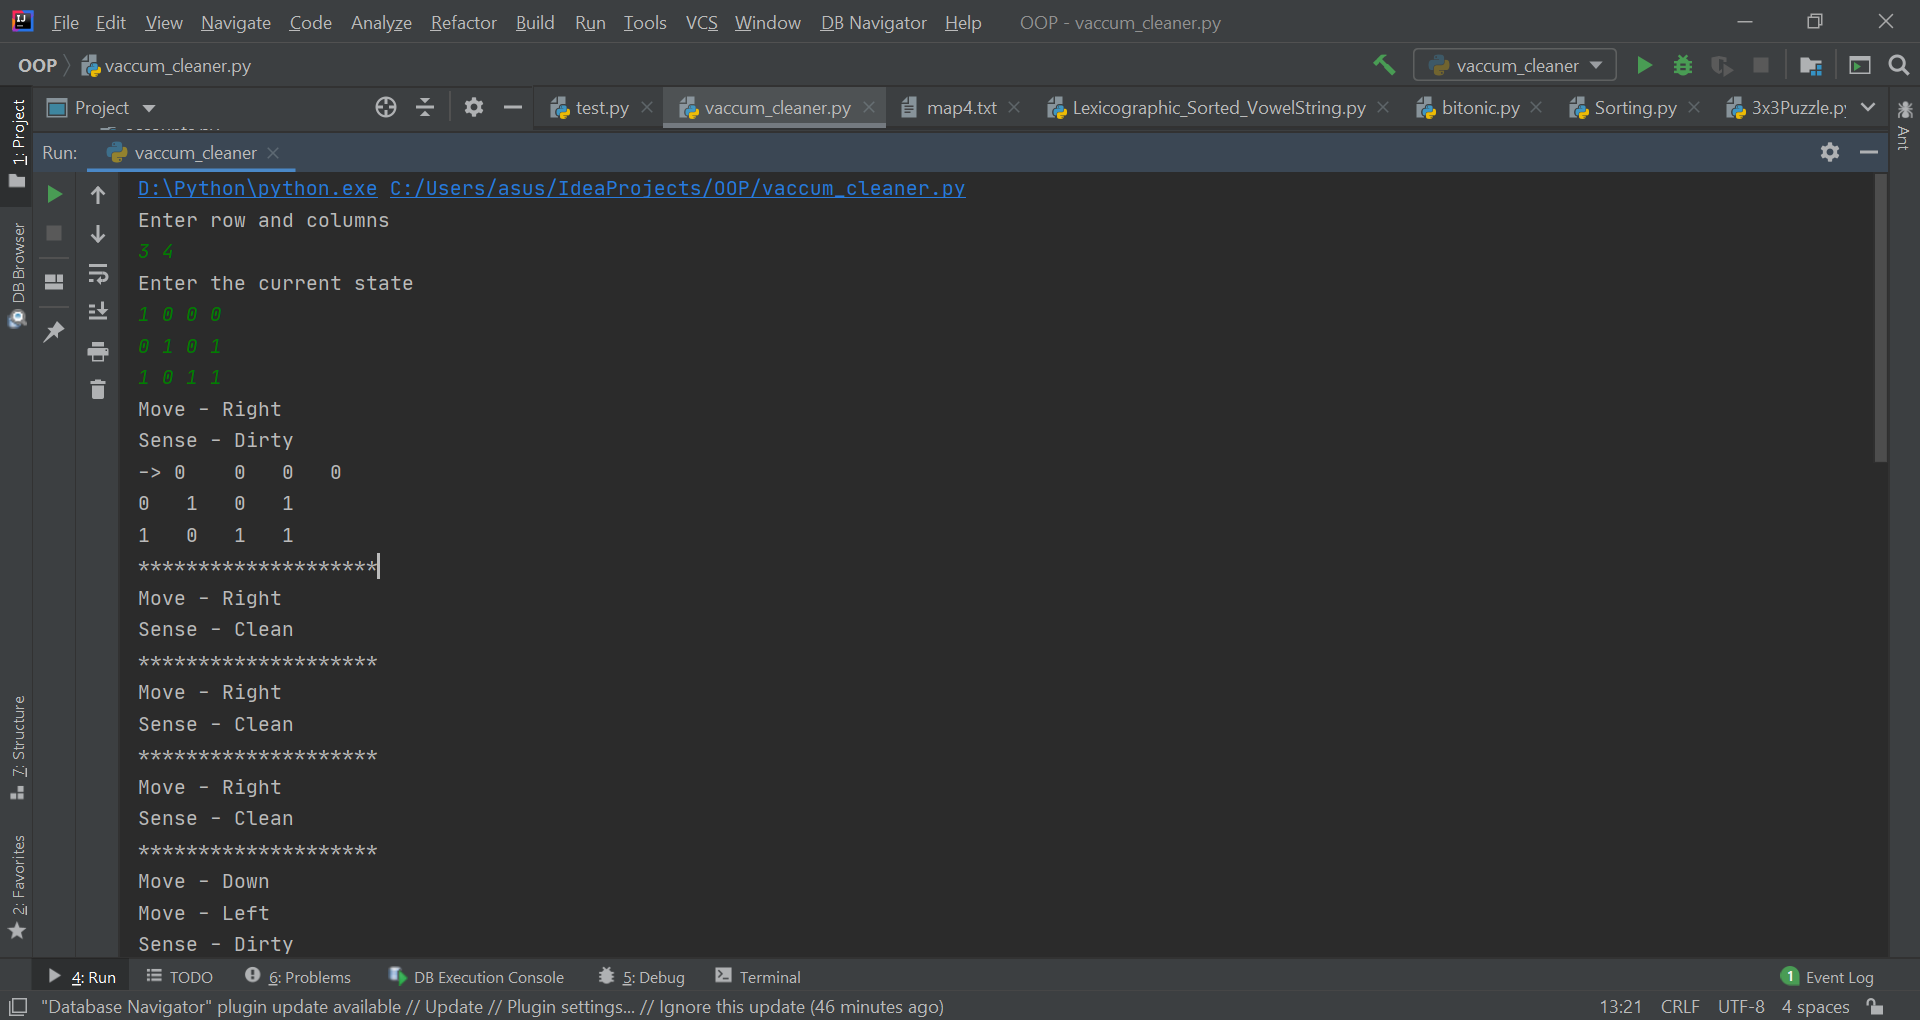 File Edit View Navigate Code Analyze Refactor Build Run Tools VCS Window DB Navigator Help OOP - vaccum_cleaner.py
OOP vaccum_cleaner.py vaccum_cleaner
1: Project
Project test.py vaccum_cleaner.py map4.txt Lexicographic_Sorted_VowelString.py bitonic.py Sorting.py 3x3Puzzle.py
Ant
Run: vaccum_cleaner
D:\Python\python.exe C:/Users/asus/IdeaProjects/OOP/vaccum_cleaner.py
Enter row and columns
3 4
Enter the current state
1 0 0 0
0 1 0 1
1 0 1 1
Move - Right
Sense - Dirty
-> 0 0 0 0
0 1 0 1
1 0 1 1
********************
Move - Right
Sense - Clean
********************
Move - Right
Sense - Clean
********************
Move - Right
Sense - Clean
********************
Move - Down
Move - Left
Sense - Dirty
DB Browser
7: Structure
2: Favorites
4: Run TODO 6: Problems DB Execution Console 5: Debug Terminal 1 Event Log
"Database Navigator" plugin update available // Update // Plugin settings... // Ignore this update (46 minutes ago) 13:21 CRLF UTF-8 4 spaces